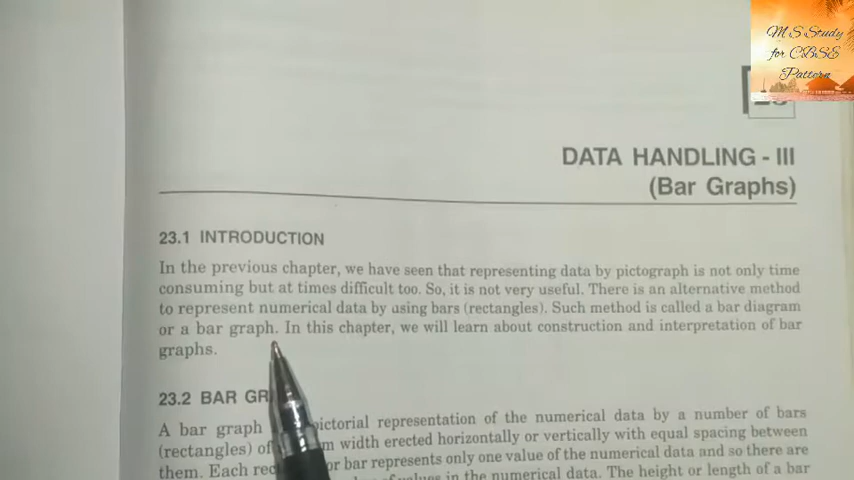 M S Study
for CBSE
Pattern
DATA HANDLING - III
(Bar Graphs)
23.1 INTRODUCTION
In the previous chapter, we have seen that representing data by pictograph is not only time
consuming but at times difficult too. So, it is not very useful. There is an alternative method
to represent numerical data by using bars (rectangles). Such method is called a bar diagram
or a bar graph. In this chapter, we will learn about construction and interpretation of bar
graphs.
23.2 BAR GR
A bar graph pictorial representation of the numerical data by a number of bars
(rectangles) of width erected horizontally or vertically with equal spacing between
them. Each or bar represents only one value of the numerical data and so there are
in the numerical data. The height or length of a bar